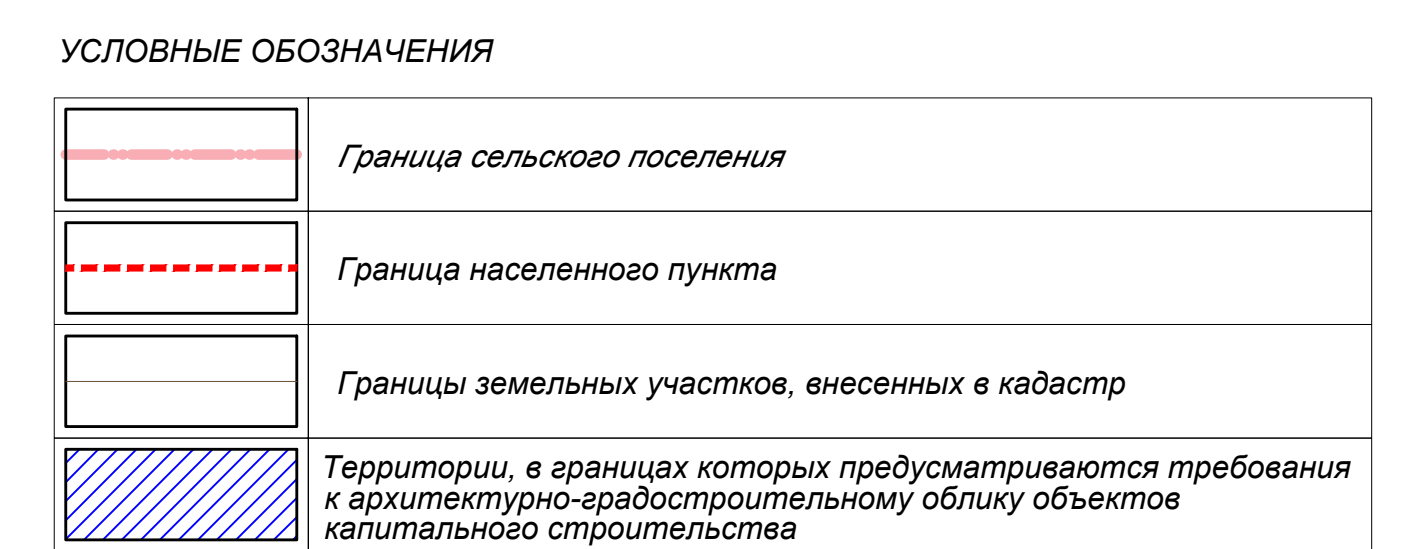 УСЛОВНЫЕ ОБОЗНАЧЕНИЯ
Граница сельского поселения
Граница населенного пункта
Границы земельных участков, внесенных в кадастр
Территории, в границах которых предусматриваются требования
к архитектурно-градостроительному облику объектов
капитального строительства